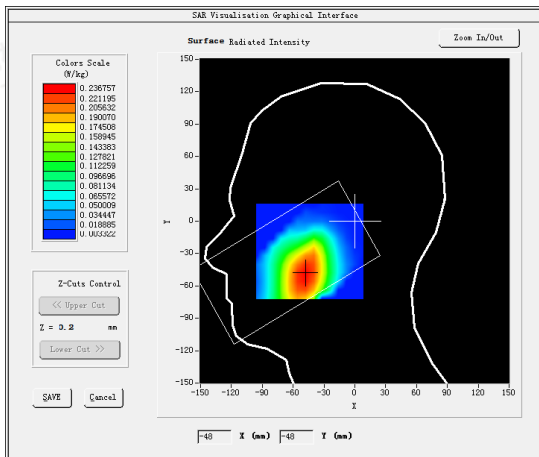 SAR Visualisation Graphical Interface
Surface Radiated Intensity
Zoom In/Out
Colors Scale
(W/kg)
0.236757
0.221195
0.205632
0.190070
0.174508
0.158945
0.143383
0.127821
0.112259
0.096696
0.081134
0.065572
0.050009
0.034447
0.018885
0.003322
Z-Cuts Control
<< Upper Cut
Z = 0.2 mm
Lower Cut >>
SAVE
Cancel
150
120
90
60
30
0
-30
-60
-90
-120
-150
Y
-150 -120 -90 -60 -30 0 30 60 90 120 150
X
-48 X (mm) -48 Y (mm)